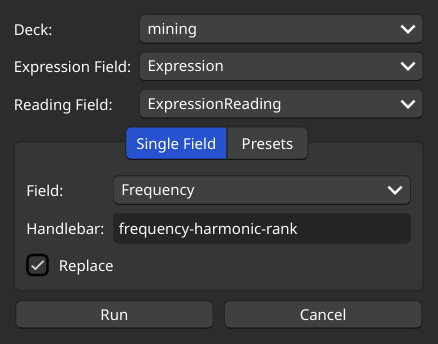 Deck: mining
Expression Field: Expression
Reading Field: ExpressionReading
Single Field Presets
Field: Frequency
Handlebar: frequency-harmonic-rank
Replace
Run Cancel